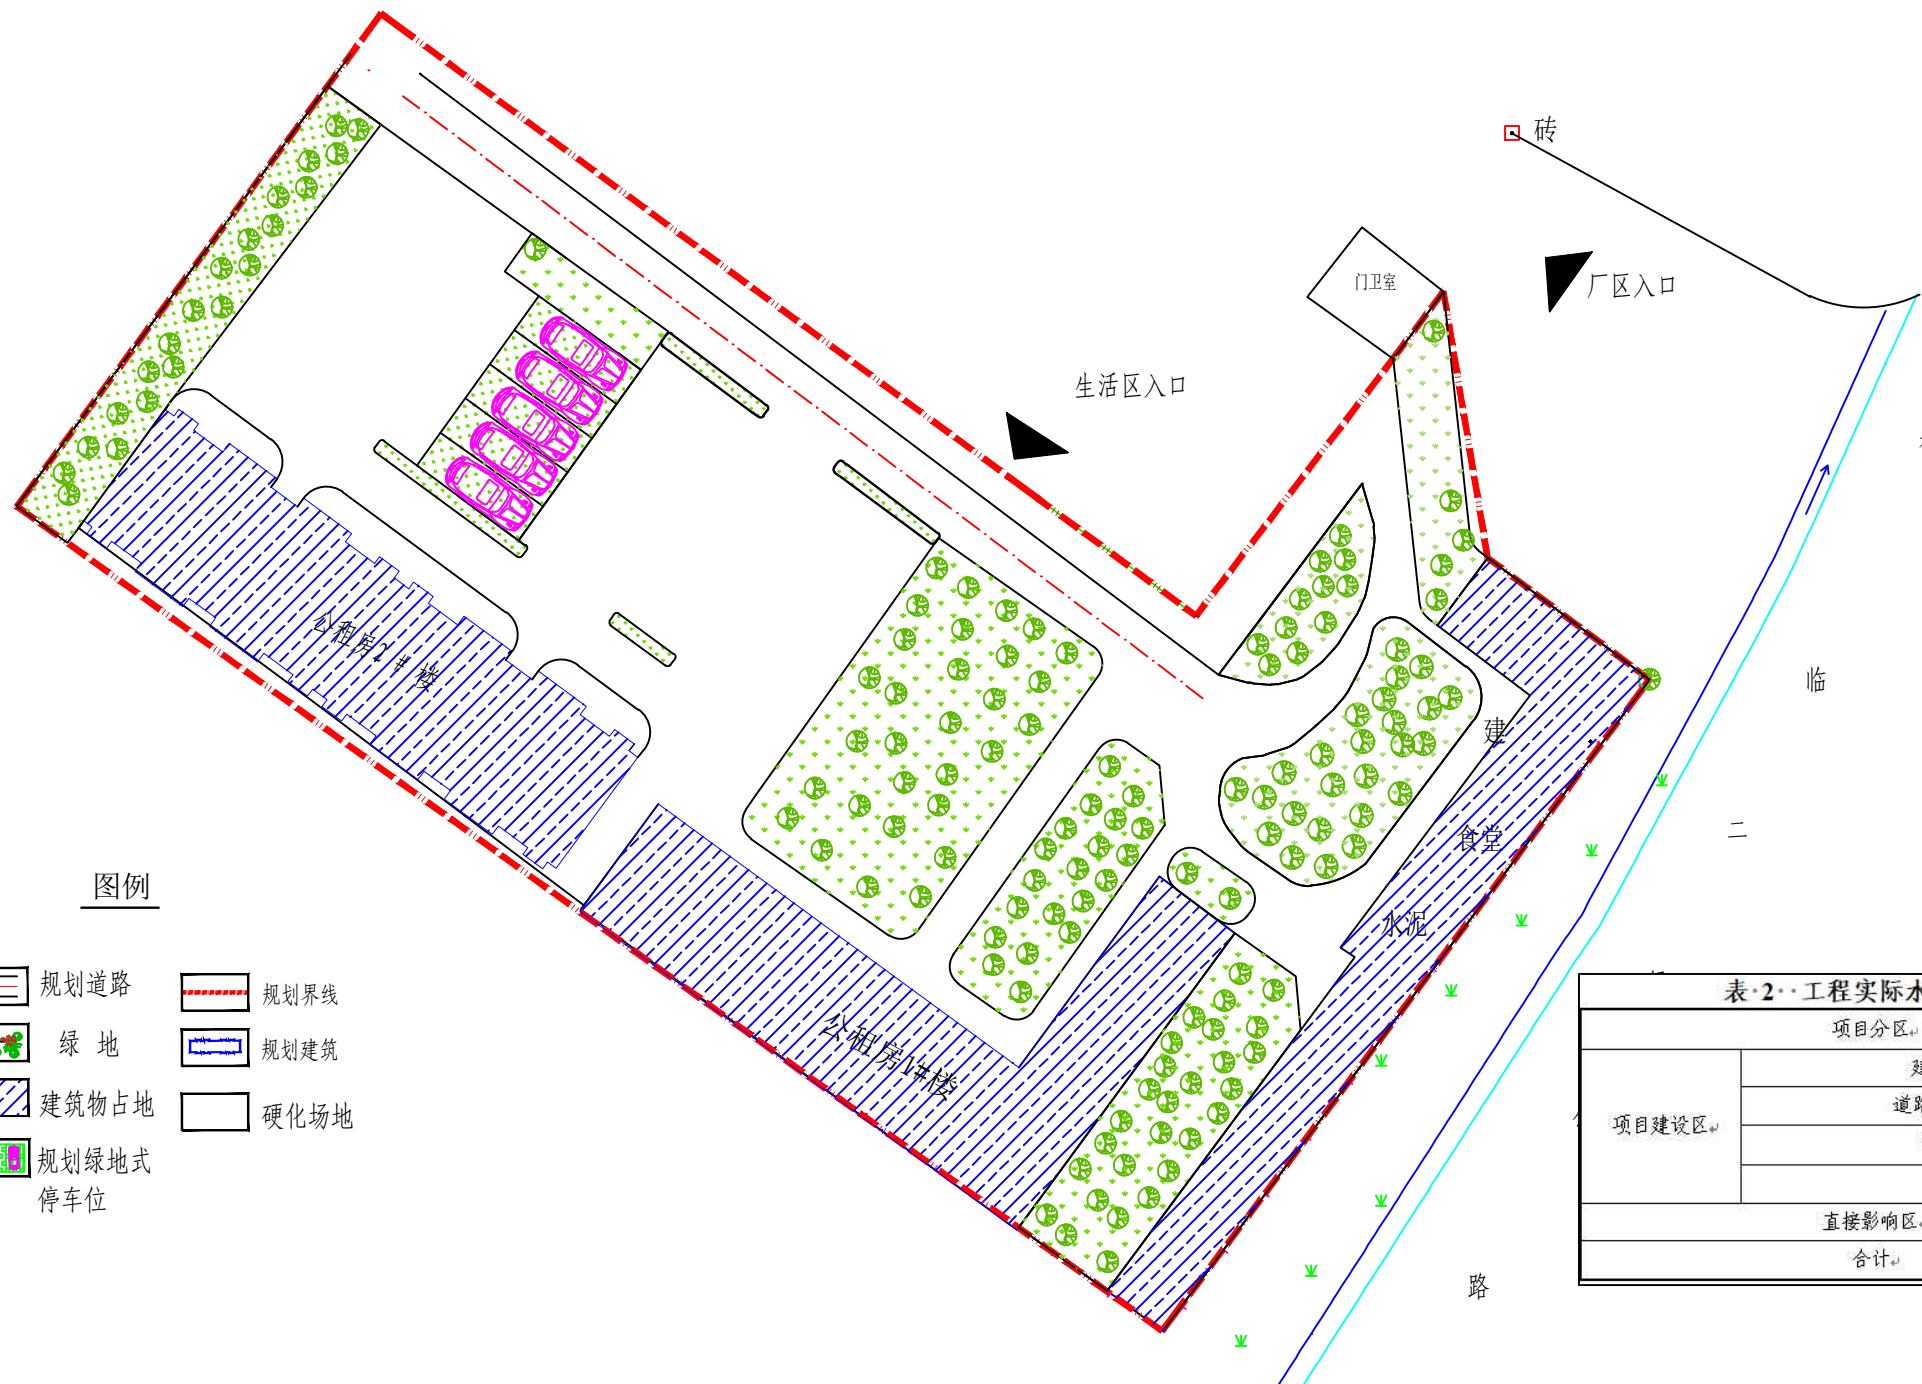 砖
门卫室
厂区入口
生活区入口
公租房2#楼
临
建
二
食堂
水泥
图例
规划道路
规划界线
绿 地
规划建筑
建筑物占地
硬化场地
规划绿地式
停车位
公租房1#楼
路
表·2··工程实际水
项目分区
项目建设区
道路
直接影响区
合计